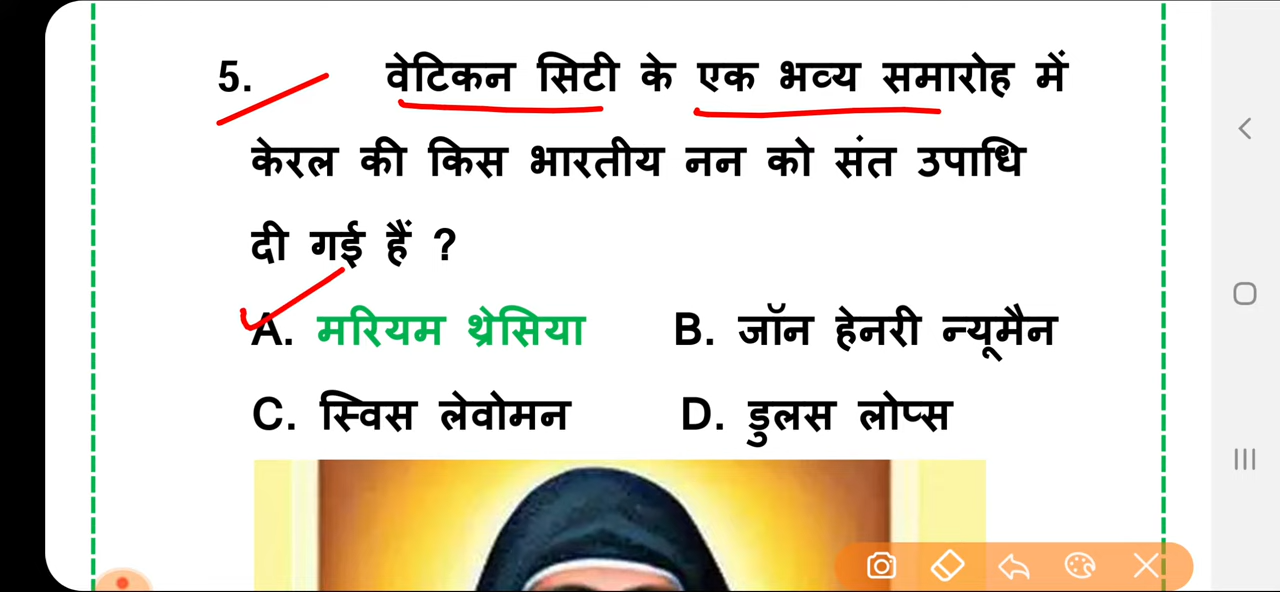 5. वेटिकन सिटी के एक भव्य समारोह में
केरल की किस भारतीय नन को संत उपाधि
दी गई हैं ?
A. मरियम थ्रेसिया B. जॉन हेनरी न्यूमैन
C. स्विस लेवोमन D. डुलस लोप्स